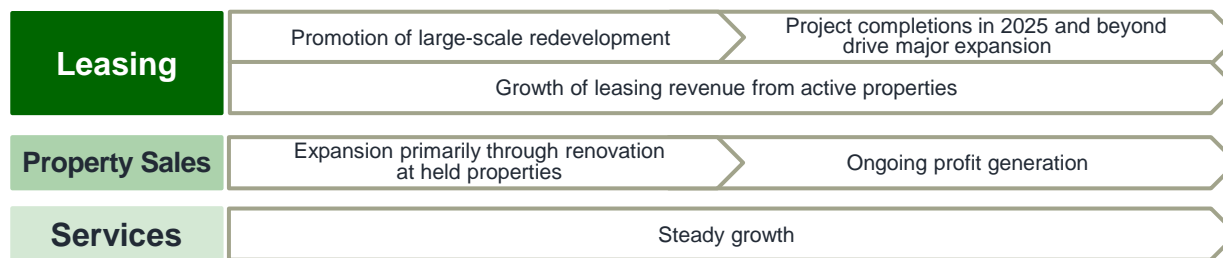 Leasing
Promotion of large-scale redevelopment
Project completions in 2025 and beyond
drive major expansion
Growth of leasing revenue from active properties
Property Sales
Expansion primarily through renovation
at held properties
Ongoing profit generation
Services
Steady growth